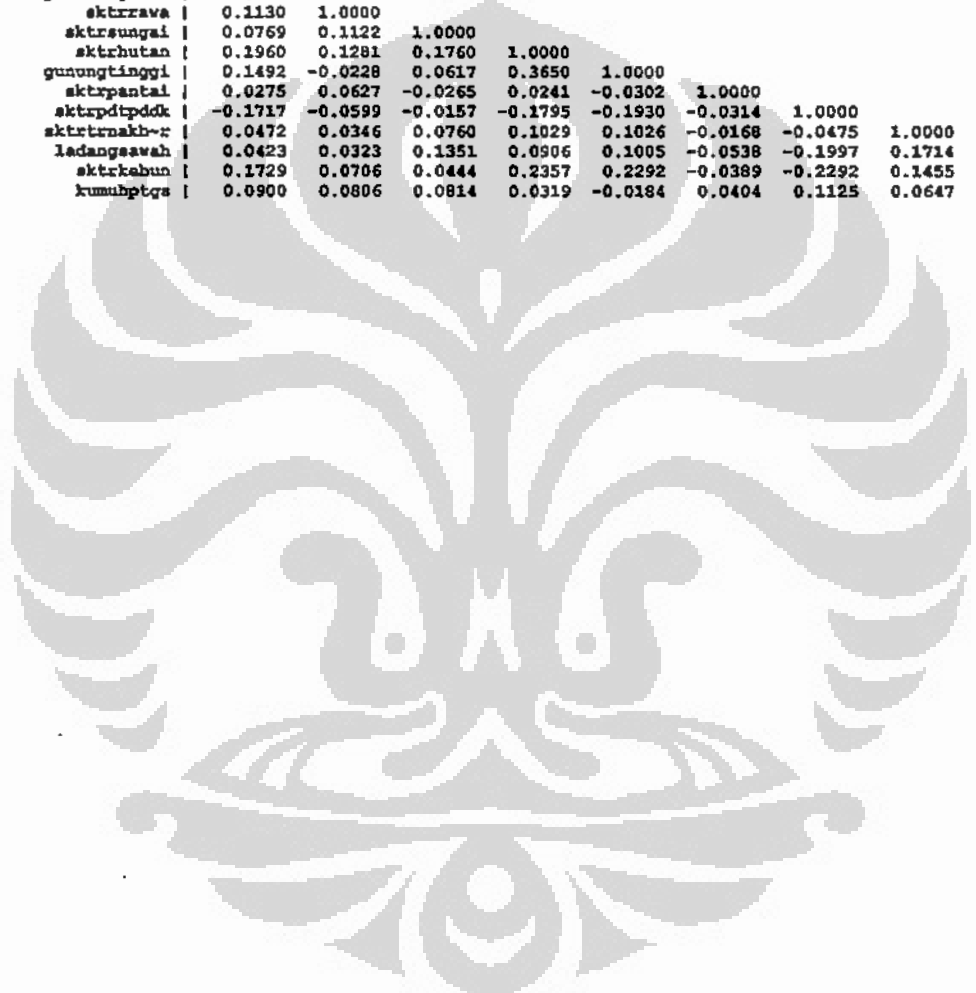 sktrrawa | 0.1130 1.0000
sktrsungai | 0.0769 0.1122 1.0000
sktrhutan | 0.1960 0.1281 0.1760 1.0000
gunungtinggi | 0.1492 -0.0228 0.0617 0.3650 1.0000
sktrpantai | 0.0275 0.0627 -0.0265 0.0241 -0.0302 1.0000
sktrpdtpddk | -0.1717 -0.0599 -0.0157 -0.1795 -0.1930 -0.0314 1.0000
sktrtrnakh~r | 0.0472 0.0346 0.0760 0.1029 0.1026 -0.0168 -0.0475 1.0000
ladangsawah | 0.0423 0.0323 0.1351 0.0906 0.1005 -0.0538 -0.1997 0.1714
sktrkebun | 0.1729 0.0706 0.0444 0.2357 0.2292 -0.0389 -0.2292 0.1455
kumuhptgs | 0.0900 0.0806 0.0814 0.0319 -0.0184 0.0404 0.1125 0.0647